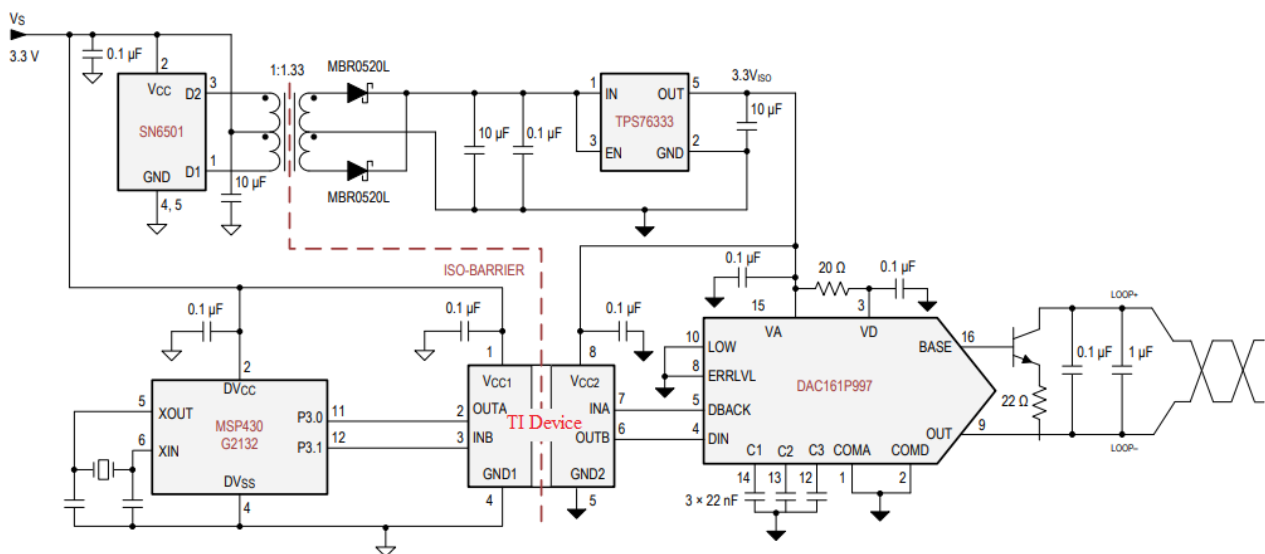 VS
3.3 V
0.1 µF
2
VCC
D2
3
SN6501
D1
1
GND
4, 5
10 µF
1:1.33
MBR0520L
MBR0520L
10 µF
0.1 µF
1
IN
OUT
5
TPS76333
3
EN
GND
2
3.3VISO
10 µF
ISO-BARRIER
0.1 µF
0.1 µF
0.1 µF
0.1 µF
20 Ω
0.1 µF
2
DVCC
5
XOUT
6
XIN
MSP430
G2132
P3.0
11
P3.1
12
DVSS
4
1
VCC1
2
OUTA
3
INB
GND1
4
TI Device
8
VCC2
INA
7
OUTB
6
GND2
5
15
VA
3
VD
10
LOW
8
ERRLVL
5
DBACK
4
DIN
DAC161P997
BASE
16
OUT
9
C1
C2
C3
COMA
COMD
14
13
12
1
2
3 × 22 nF
22 Ω
0.1 µF
1 µF
LOOP+
LOOP–